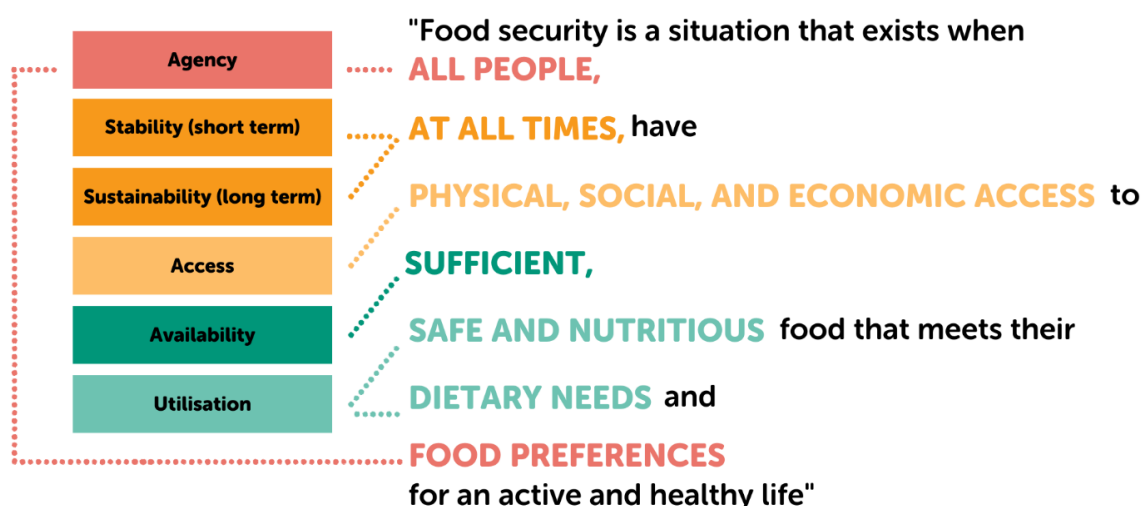 "Food security is a situation that exists when
Agency
ALL PEOPLE,
Stability (short term)
AT ALL TIMES, have
Sustainability (long term)
PHYSICAL, SOCIAL, AND ECONOMIC ACCESS to
Access
SUFFICIENT,
Availability
SAFE AND NUTRITIOUS food that meets their
Utilisation
DIETARY NEEDS and
FOOD PREFERENCES
for an active and healthy life"